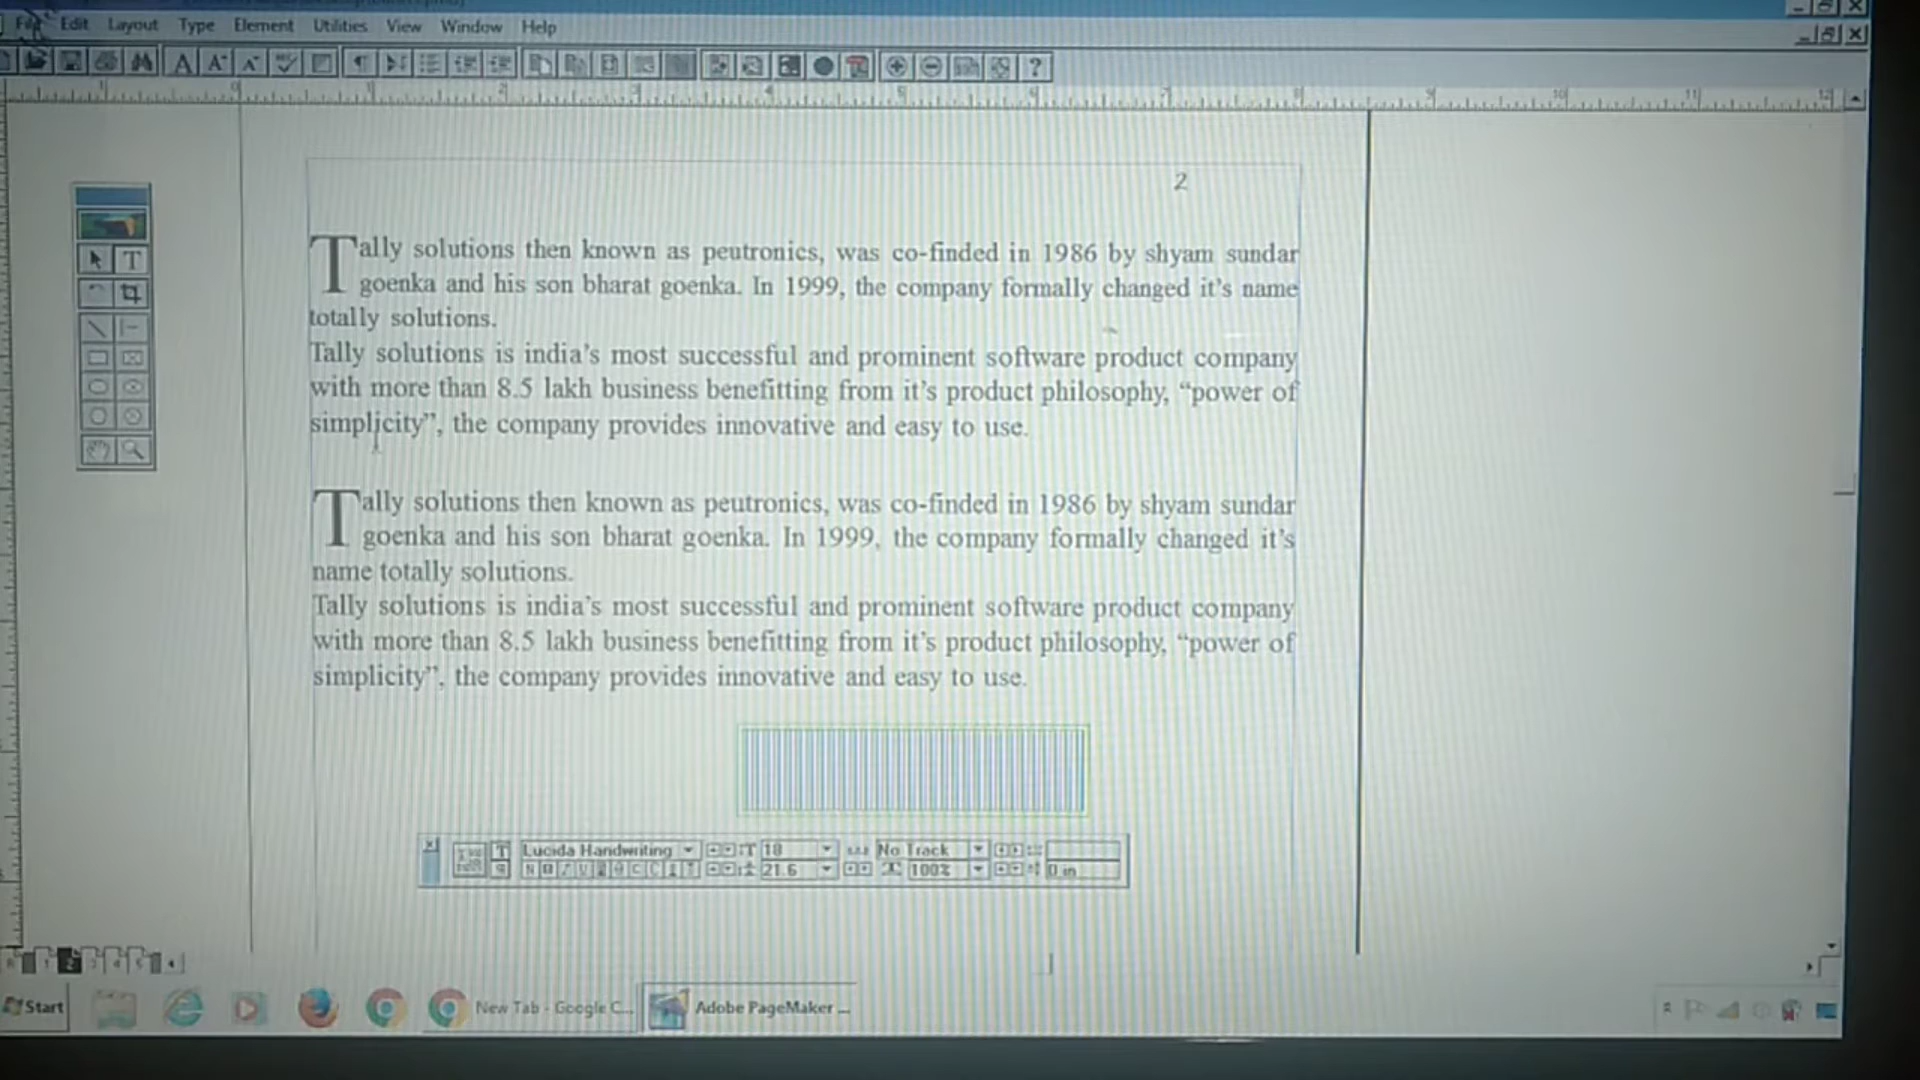 File Edit Layout Type Element Utilities View Window Help
2
Tally solutions then known as peutronics, was co-finded in 1986 by shyam sundar
goenka and his son bharat goenka. In 1999, the company formally changed it's name
totally solutions.
Tally solutions is india's most successful and prominent software product company
with more than 8.5 lakh business benefitting from it's product philosophy, “power of
simplicity”, the company provides innovative and easy to use.
Tally solutions then known as peutronics, was co-finded in 1986 by shyam sundar
goenka and his son bharat goenka. In 1999, the company formally changed it's
name totally solutions.
Tally solutions is india's most successful and prominent software product company
with more than 8.5 lakh business benefitting from it's product philosophy, “power of
simplicity”, the company provides innovative and easy to use.
Lucida Handwriting 18 No Track
21.6 100% 0 in
Start New Tab - Google C... Adobe PageMaker ...